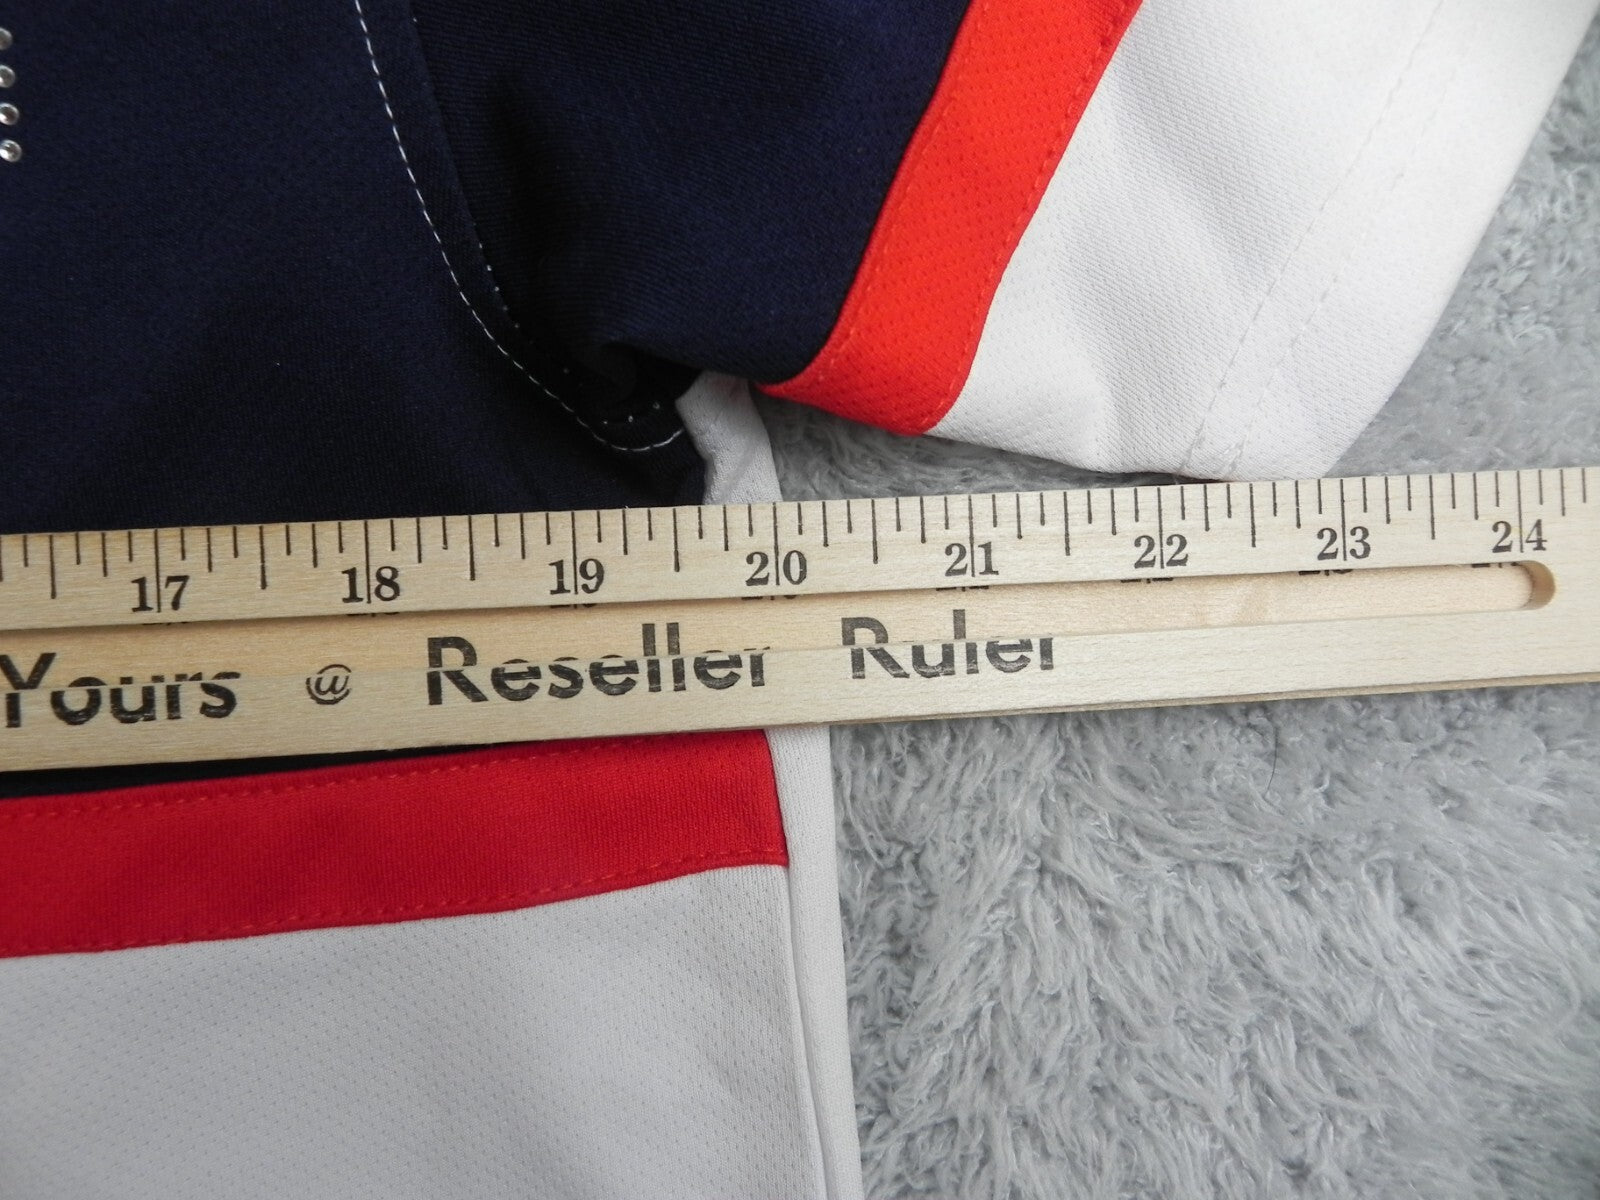 17 18 19 20 21 22 23 24
Yours @ Reseller Ruler